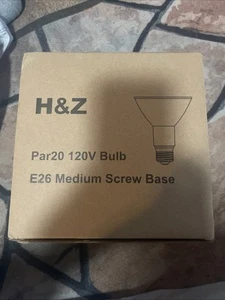 H&Z
Par20 120V Bulb
E26 Medium Screw Base